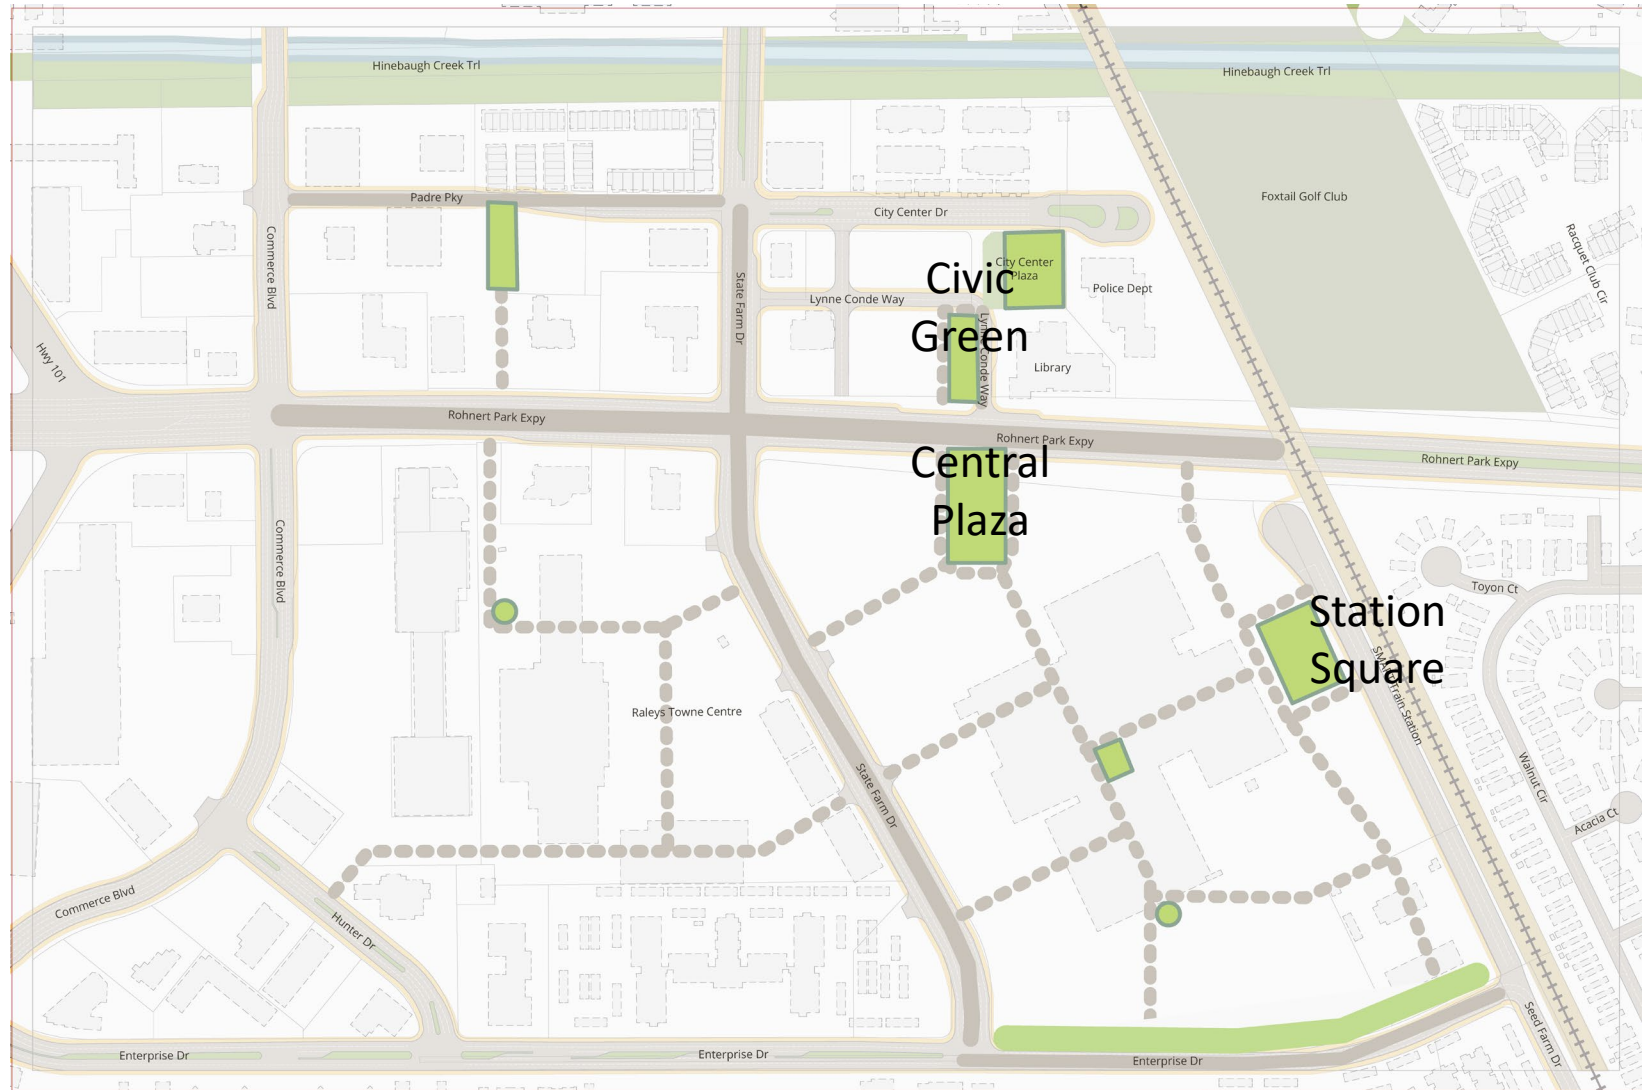 Hinebaugh Creek Trl
Hinebaugh Creek Trl
Padre Pky
City Center Dr
Foxtail Golf Club
Racquet Club Cir
Commerce Blvd
State Farm Dr
City Center
Plaza
Civic
Green
Police Dept
Lynne Conde Way
Lynne Conde Way
Library
Hwy 101
Rohnert Park Expy
Rohnert Park Expy
Rohnert Park Expy
Central
Plaza
Commerce Blvd
Toyon Ct
Station
Square
SMART Train Station
Raleys Towne Centre
State Farm Dr
Walnut Cir
Acacia Ct
Commerce Blvd
Hunter Dr
Seed Farm Dr
Enterprise Dr
Enterprise Dr
Enterprise Dr